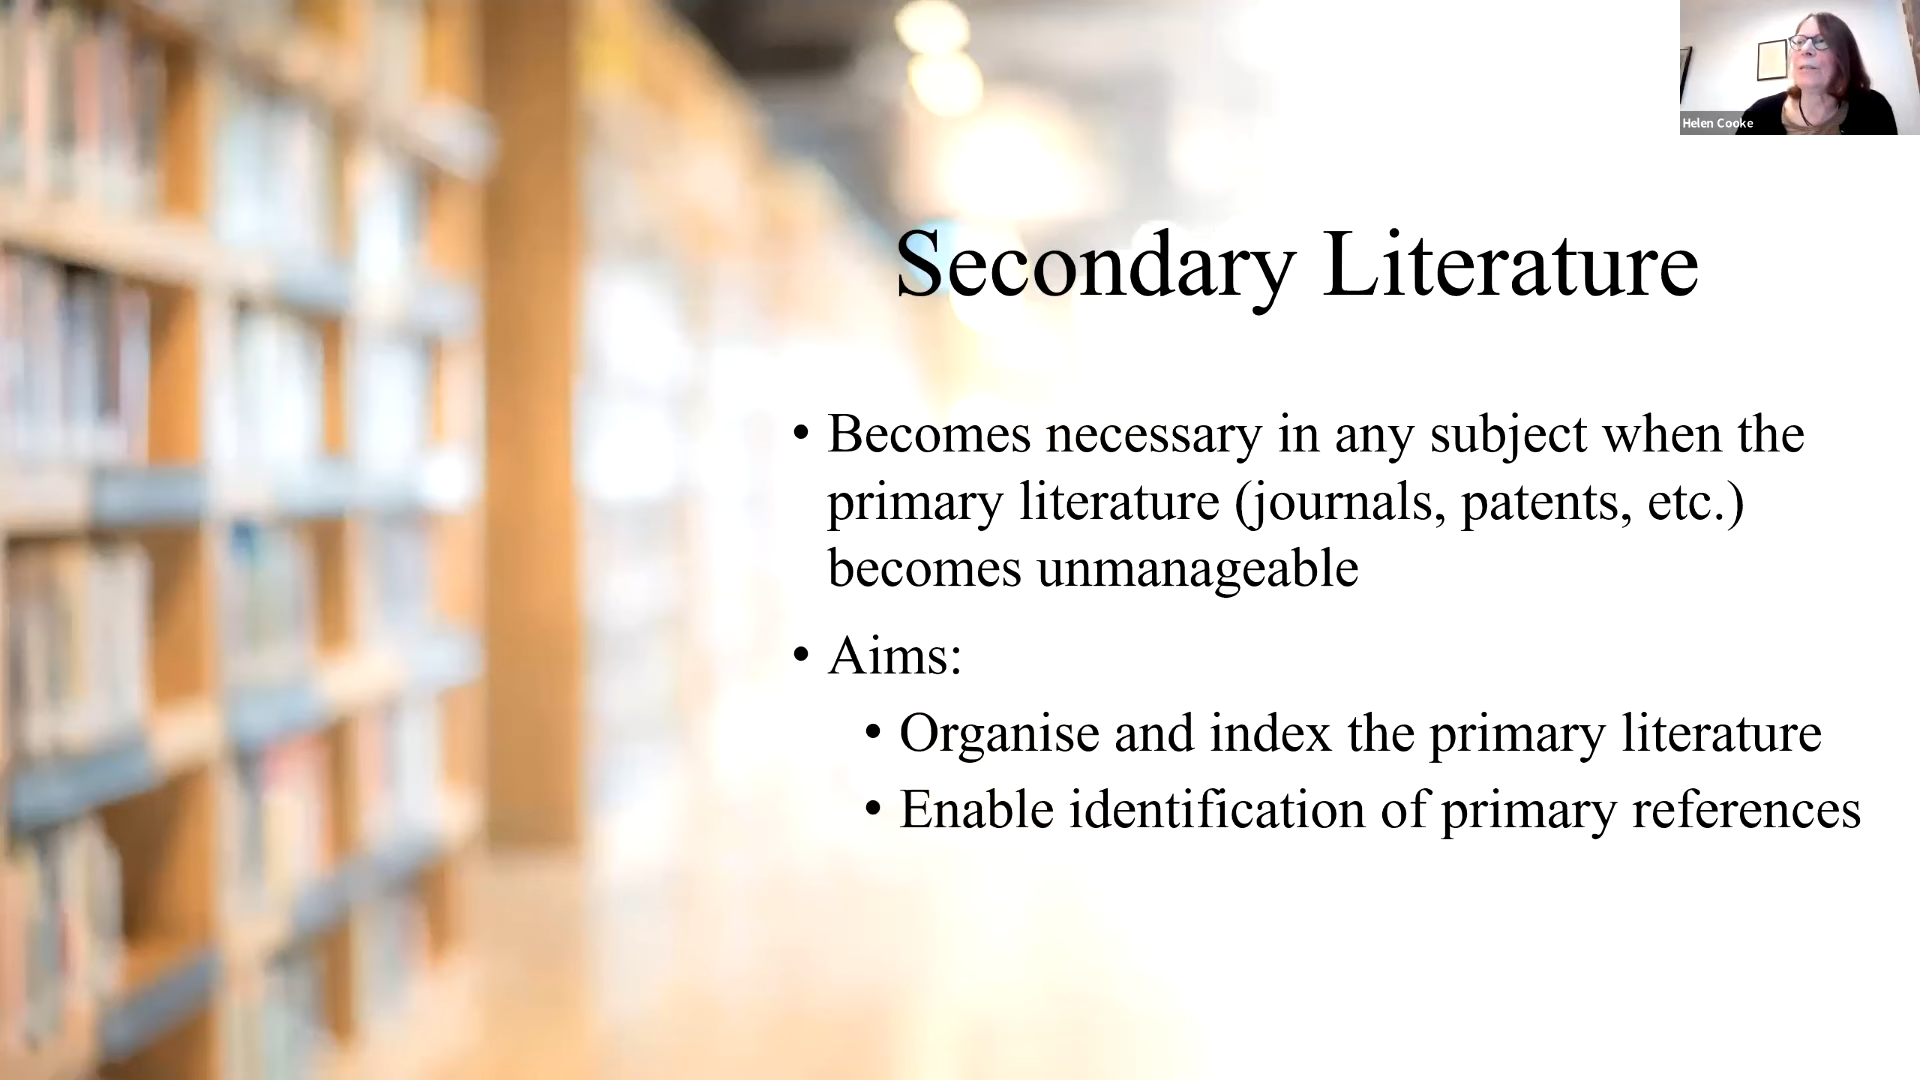 Helen Cooke
Secondary Literature
• Becomes necessary in any subject when the
primary literature (journals, patents, etc.)
becomes unmanageable
• Aims:
• Organise and index the primary literature
• Enable identification of primary references